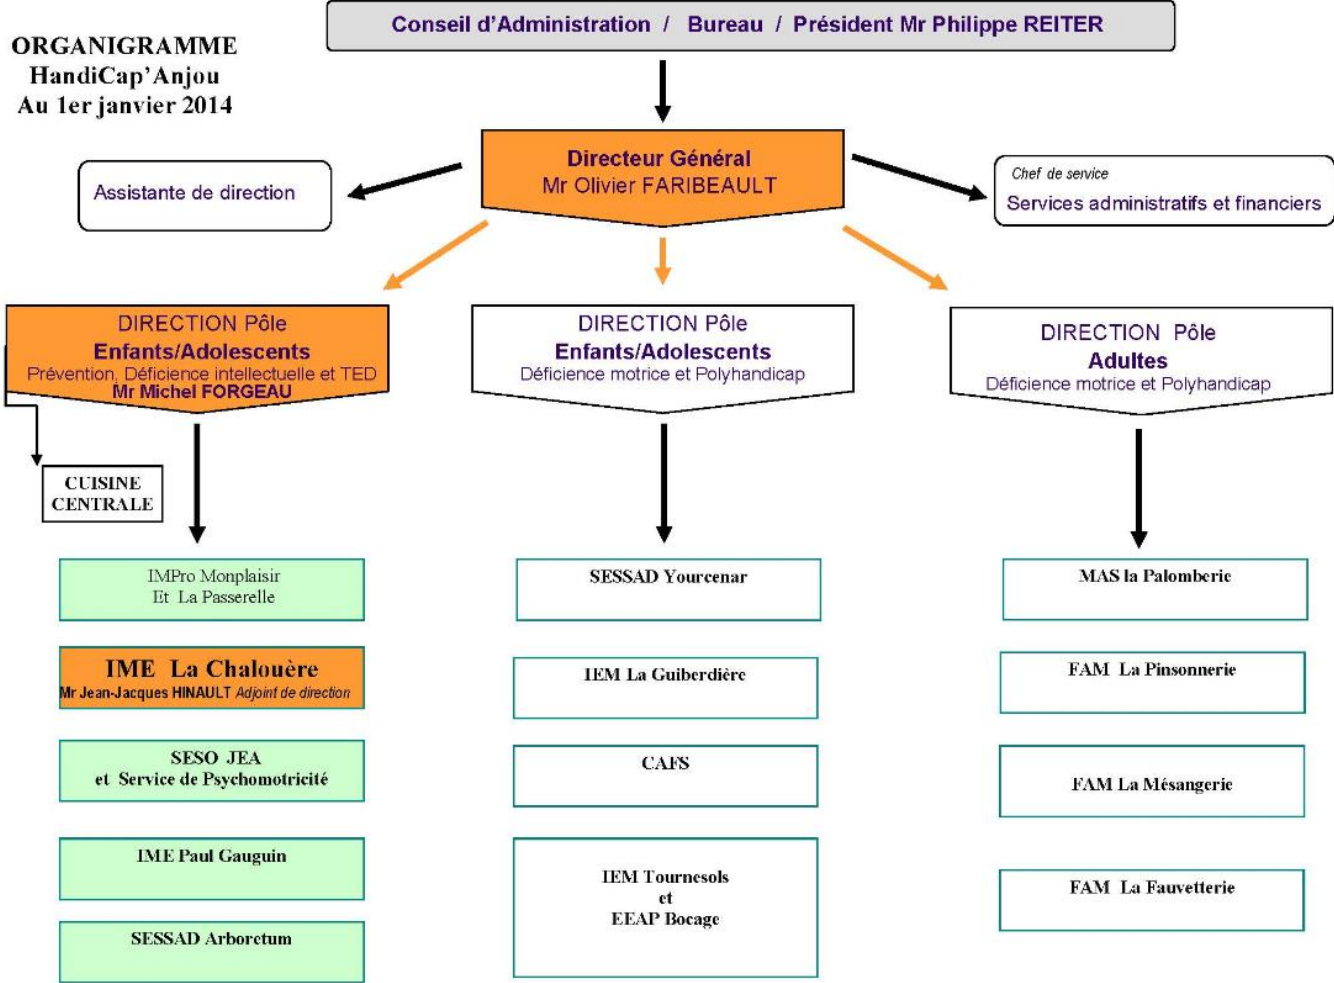 Conseil d'Administration / Bureau / Président Mr Philippe REITER
ORGANIGRAMME
HandiCap'Anjou
Au 1er janvier 2014
Directeur Général
Mr Olivier FARIBEAULT
Assistante de direction
Chef de service
Services administratifs et financiers
DIRECTION Pôle
Enfants/Adolescents
Prévention, Déficience intellectuelle et TED
Mr Michel FORGEAU
DIRECTION Pôle
Enfants/Adolescents
Déficience motrice et Polyhandicap
DIRECTION Pôle
Adultes
Déficience motrice et Polyhandicap
CUISINE
CENTRALE
IMPro Monplaisir
Et La Passerelle
IME La Chalouère
Mr Jean-Jacques HINAULT Adjoint de direction
SESO JEA
et Service de Psychomotricité
IME Paul Gauguin
SESSAD Arboretum
SESSAD Yourcenar
IEM La Guiberdière
CAFS
IEM Tournesols
et
EEAP Bocage
MAS la Palomberie
FAM La Pinsonnerie
FAM La Mésangerie
FAM La Fauvetterie